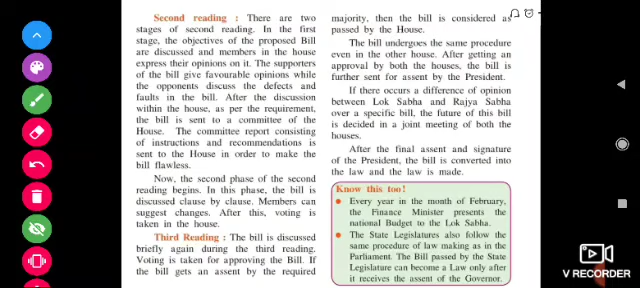 Second reading : There are two
stages of second reading. In the first
stage, the objectives of the proposed Bill
are discussed and members in the house
express their opinions on it. The supporters
of the bill give favourable opinions while
the opponents discuss the defects and
faults in the bill. After the discussion
within the house, as per the requirement,
the bill is sent to a committee of the
House. The committee report consisting
of instructions and recommendations is
sent to the House in order to make the
bill flawless.
Now, the second phase of the second
reading begins. In this phase, the bill is
discussed clause by clause. Members can
suggest changes. After this, voting is
taken in the house.
Third Reading : The bill is discussed
briefly again during the third reading.
Voting is taken for approving the Bill. If
the bill gets an assent by the required
majority, then the bill is considered as
passed by the House.
The bill undergoes the same procedure
even in the other house. After getting an
approval by both the houses, the bill is
further sent for assent by the President.
If there occurs a difference of opinion
between Lok Sabha and Rajya Sabha
over a specific bill, the future of this bill
is decided in a joint meeting of both the
houses.
After the final assent and signature
of the President, the bill is converted into
the law and the law is made.
Know this too!
● Every year in the month of February,
the Finance Minister presents the
national Budget to the Lok Sabha.
● The State Legislatures also follow the
same procedure of law making as in the
Parliament. The Bill passed by the State
Legislature can become a Law only after
it receives the assent of the Governor.
V RECORDER